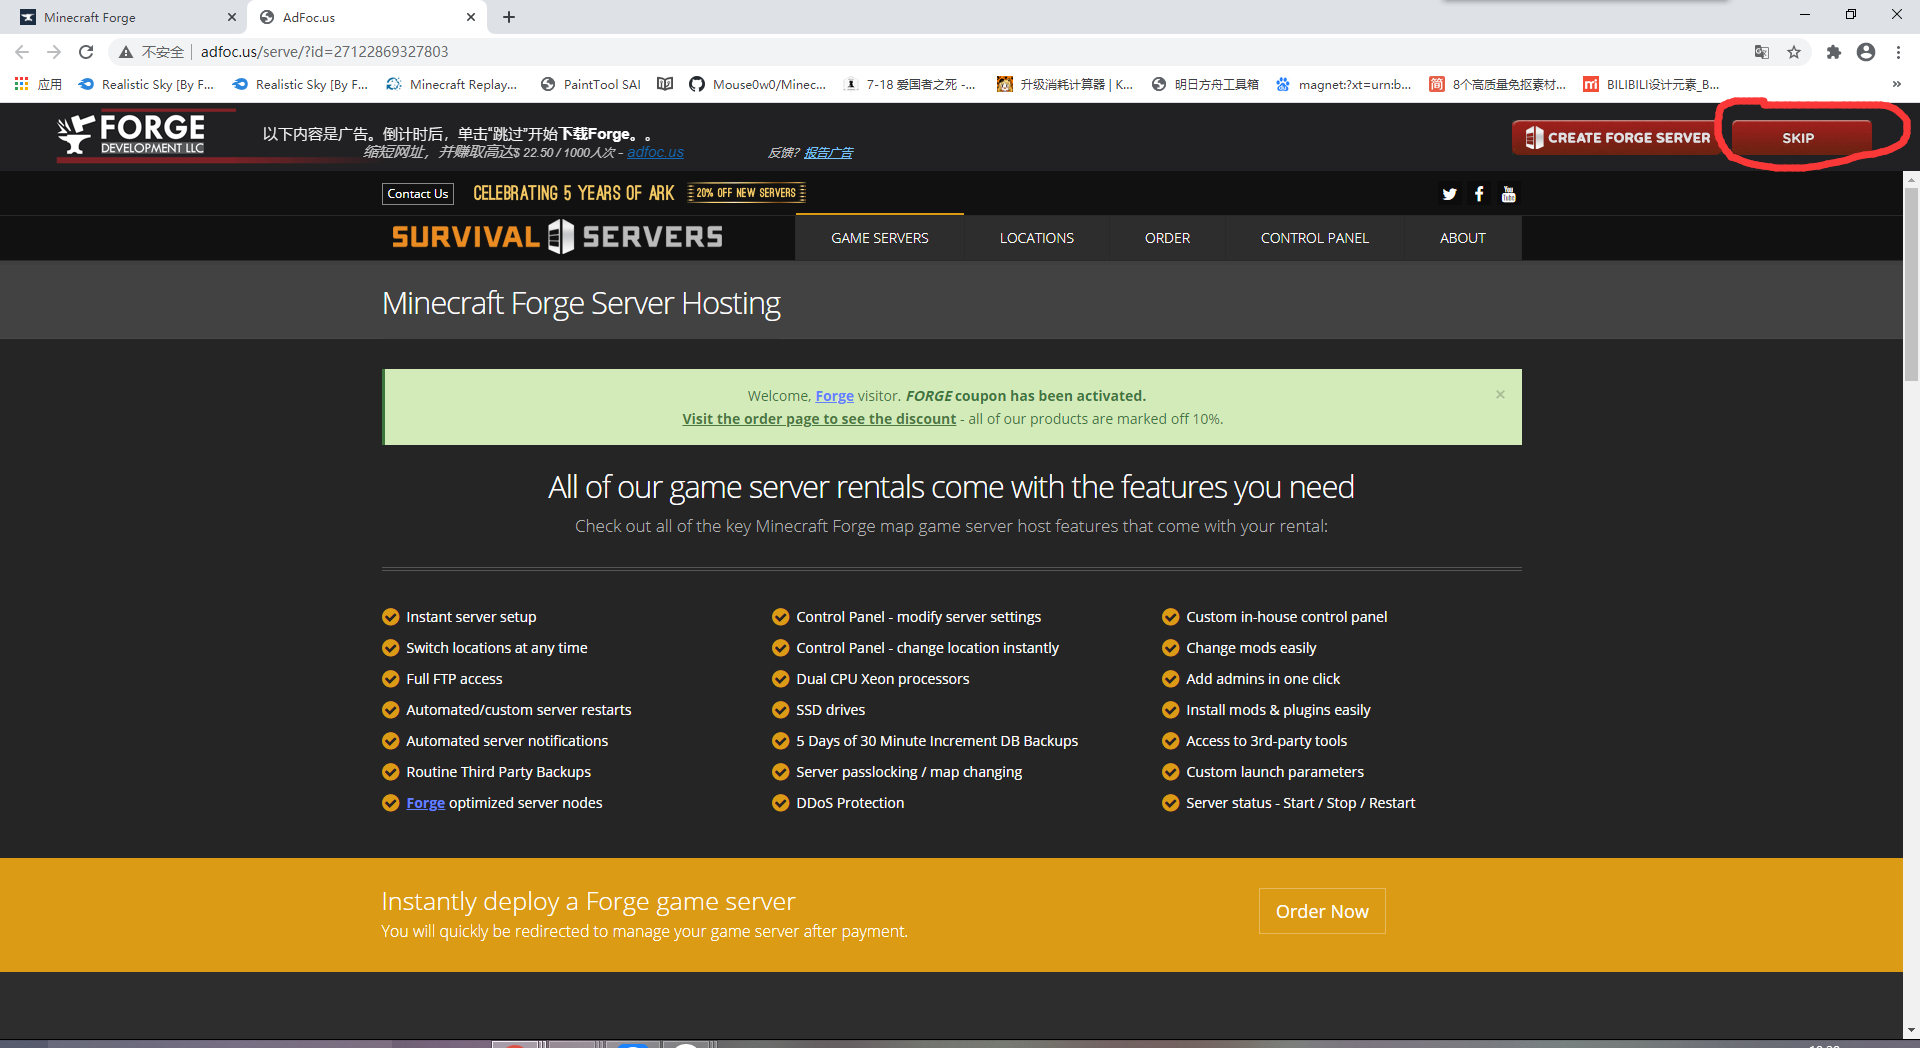 Minecraft Forge
AdFoc.us
不安全
adfoc.us/serve/?id=27122869327803
应用
Realistic Sky [By F...
Realistic Sky [By F...
Minecraft Replay...
PaintTool SAI
Mouse0w0/Minec...
7-18 爱国者之死 -...
升级消耗计算器 | K...
明日方舟工具箱
magnet:?xt=urn:b...
简
8个高质量免抠素材...
mi
BILIBILI设计元素_B...
»
FORGE
DEVELOPMENT LLC
以下内容是广告。倒计时后，单击“跳过”开始下载Forge。。
缩短网址，并赚取高达$ 22.50 / 1000人次 - adfoc.us
反馈？报告广告
CREATE FORGE SERVER
SKIP
Contact Us
CELEBRATING 5 YEARS OF ARK
20% OFF NEW SERVERS
You Tube
SURVIVAL SERVERS
GAME SERVERS
LOCATIONS
ORDER
CONTROL PANEL
ABOUT
Minecraft Forge Server Hosting
Welcome, Forge visitor. FORGE coupon has been activated.
Visit the order page to see the discount - all of our products are marked off 10%.
All of our game server rentals come with the features you need
Check out all of the key Minecraft Forge map game server host features that come with your rental:
Instant server setup
Switch locations at any time
Full FTP access
Automated/custom server restarts
Automated server notifications
Routine Third Party Backups
Forge optimized server nodes
Control Panel - modify server settings
Control Panel - change location instantly
Dual CPU Xeon processors
SSD drives
5 Days of 30 Minute Increment DB Backups
Server passlocking / map changing
DDoS Protection
Custom in-house control panel
Change mods easily
Add admins in one click
Install mods & plugins easily
Access to 3rd-party tools
Custom launch parameters
Server status - Start / Stop / Restart
Instantly deploy a Forge game server
You will quickly be redirected to manage your game server after payment.
Order Now